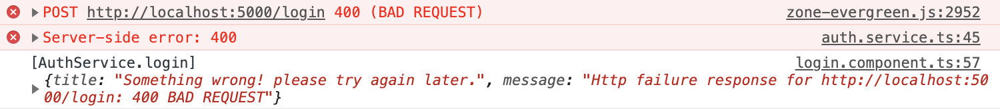 POST http://localhost:5000/login 400 (BAD REQUEST) zone-evergreen.js:2952
Server-side error: 400 auth.service.ts:45
[AuthService.login] login.component.ts:57
{title: "Something wrong! please try again later.", message: "Http failure response for http://localhost:50
00/login: 400 BAD REQUEST"}